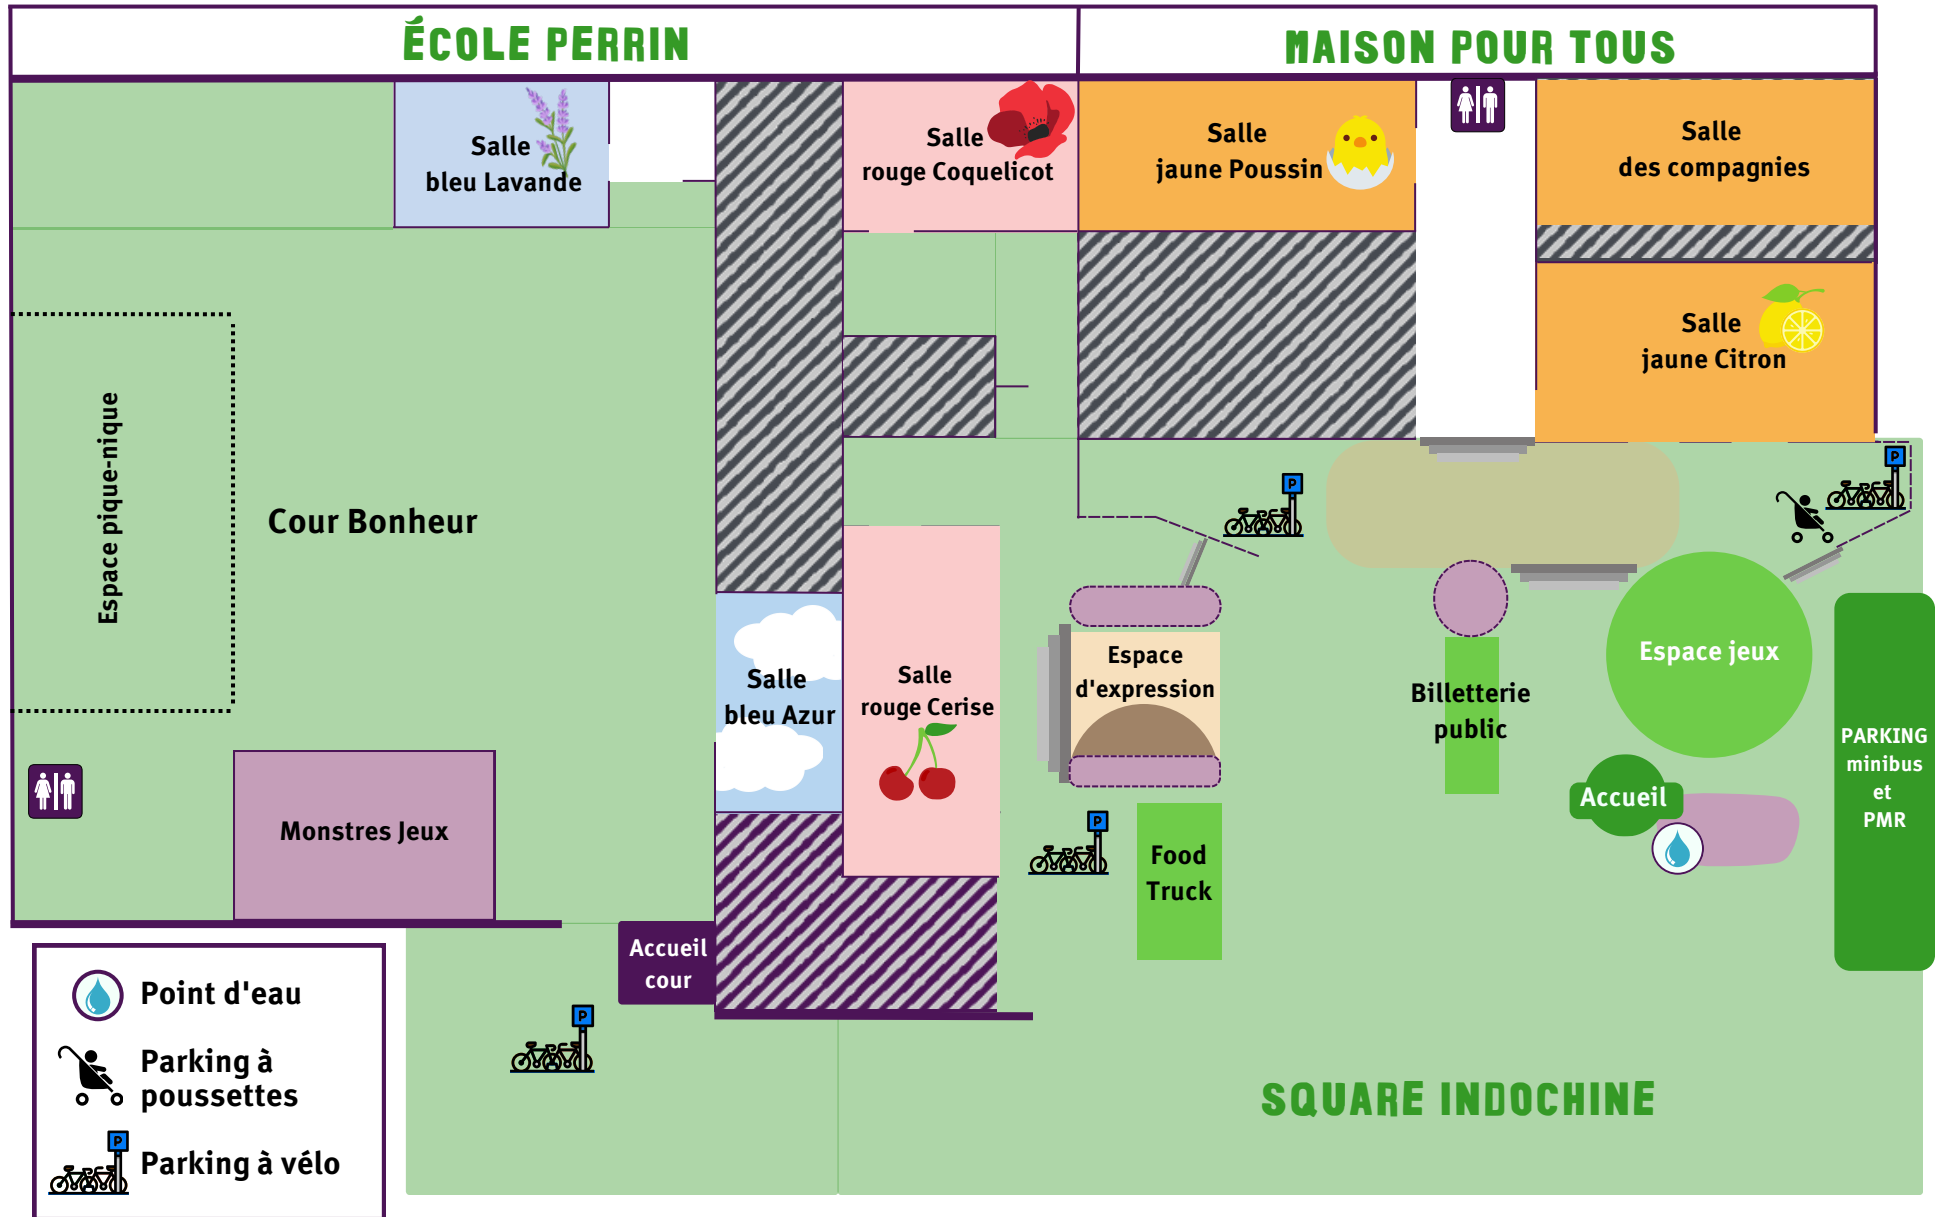 ÉCOLE PERRIN
MAISON POUR TOUS
Salle
bleu Lavande
Salle
rouge Coquelicot
Salle
jaune Poussin
Salle
des compagnies
Salle
jaune Citron
Espace pique-nique
Cour Bonheur
Salle
bleu Azur
Salle
rouge Cerise
Espace
d'expression
Billetterie
public
Espace jeux
PARKING
minibus
et
PMR
Accueil
Monstres Jeux
Food
Truck
Accueil
cour
P
P
P
P
Point d'eau
Parking à
poussettes
P
Parking à vélo
SQUARE INDOCHINE